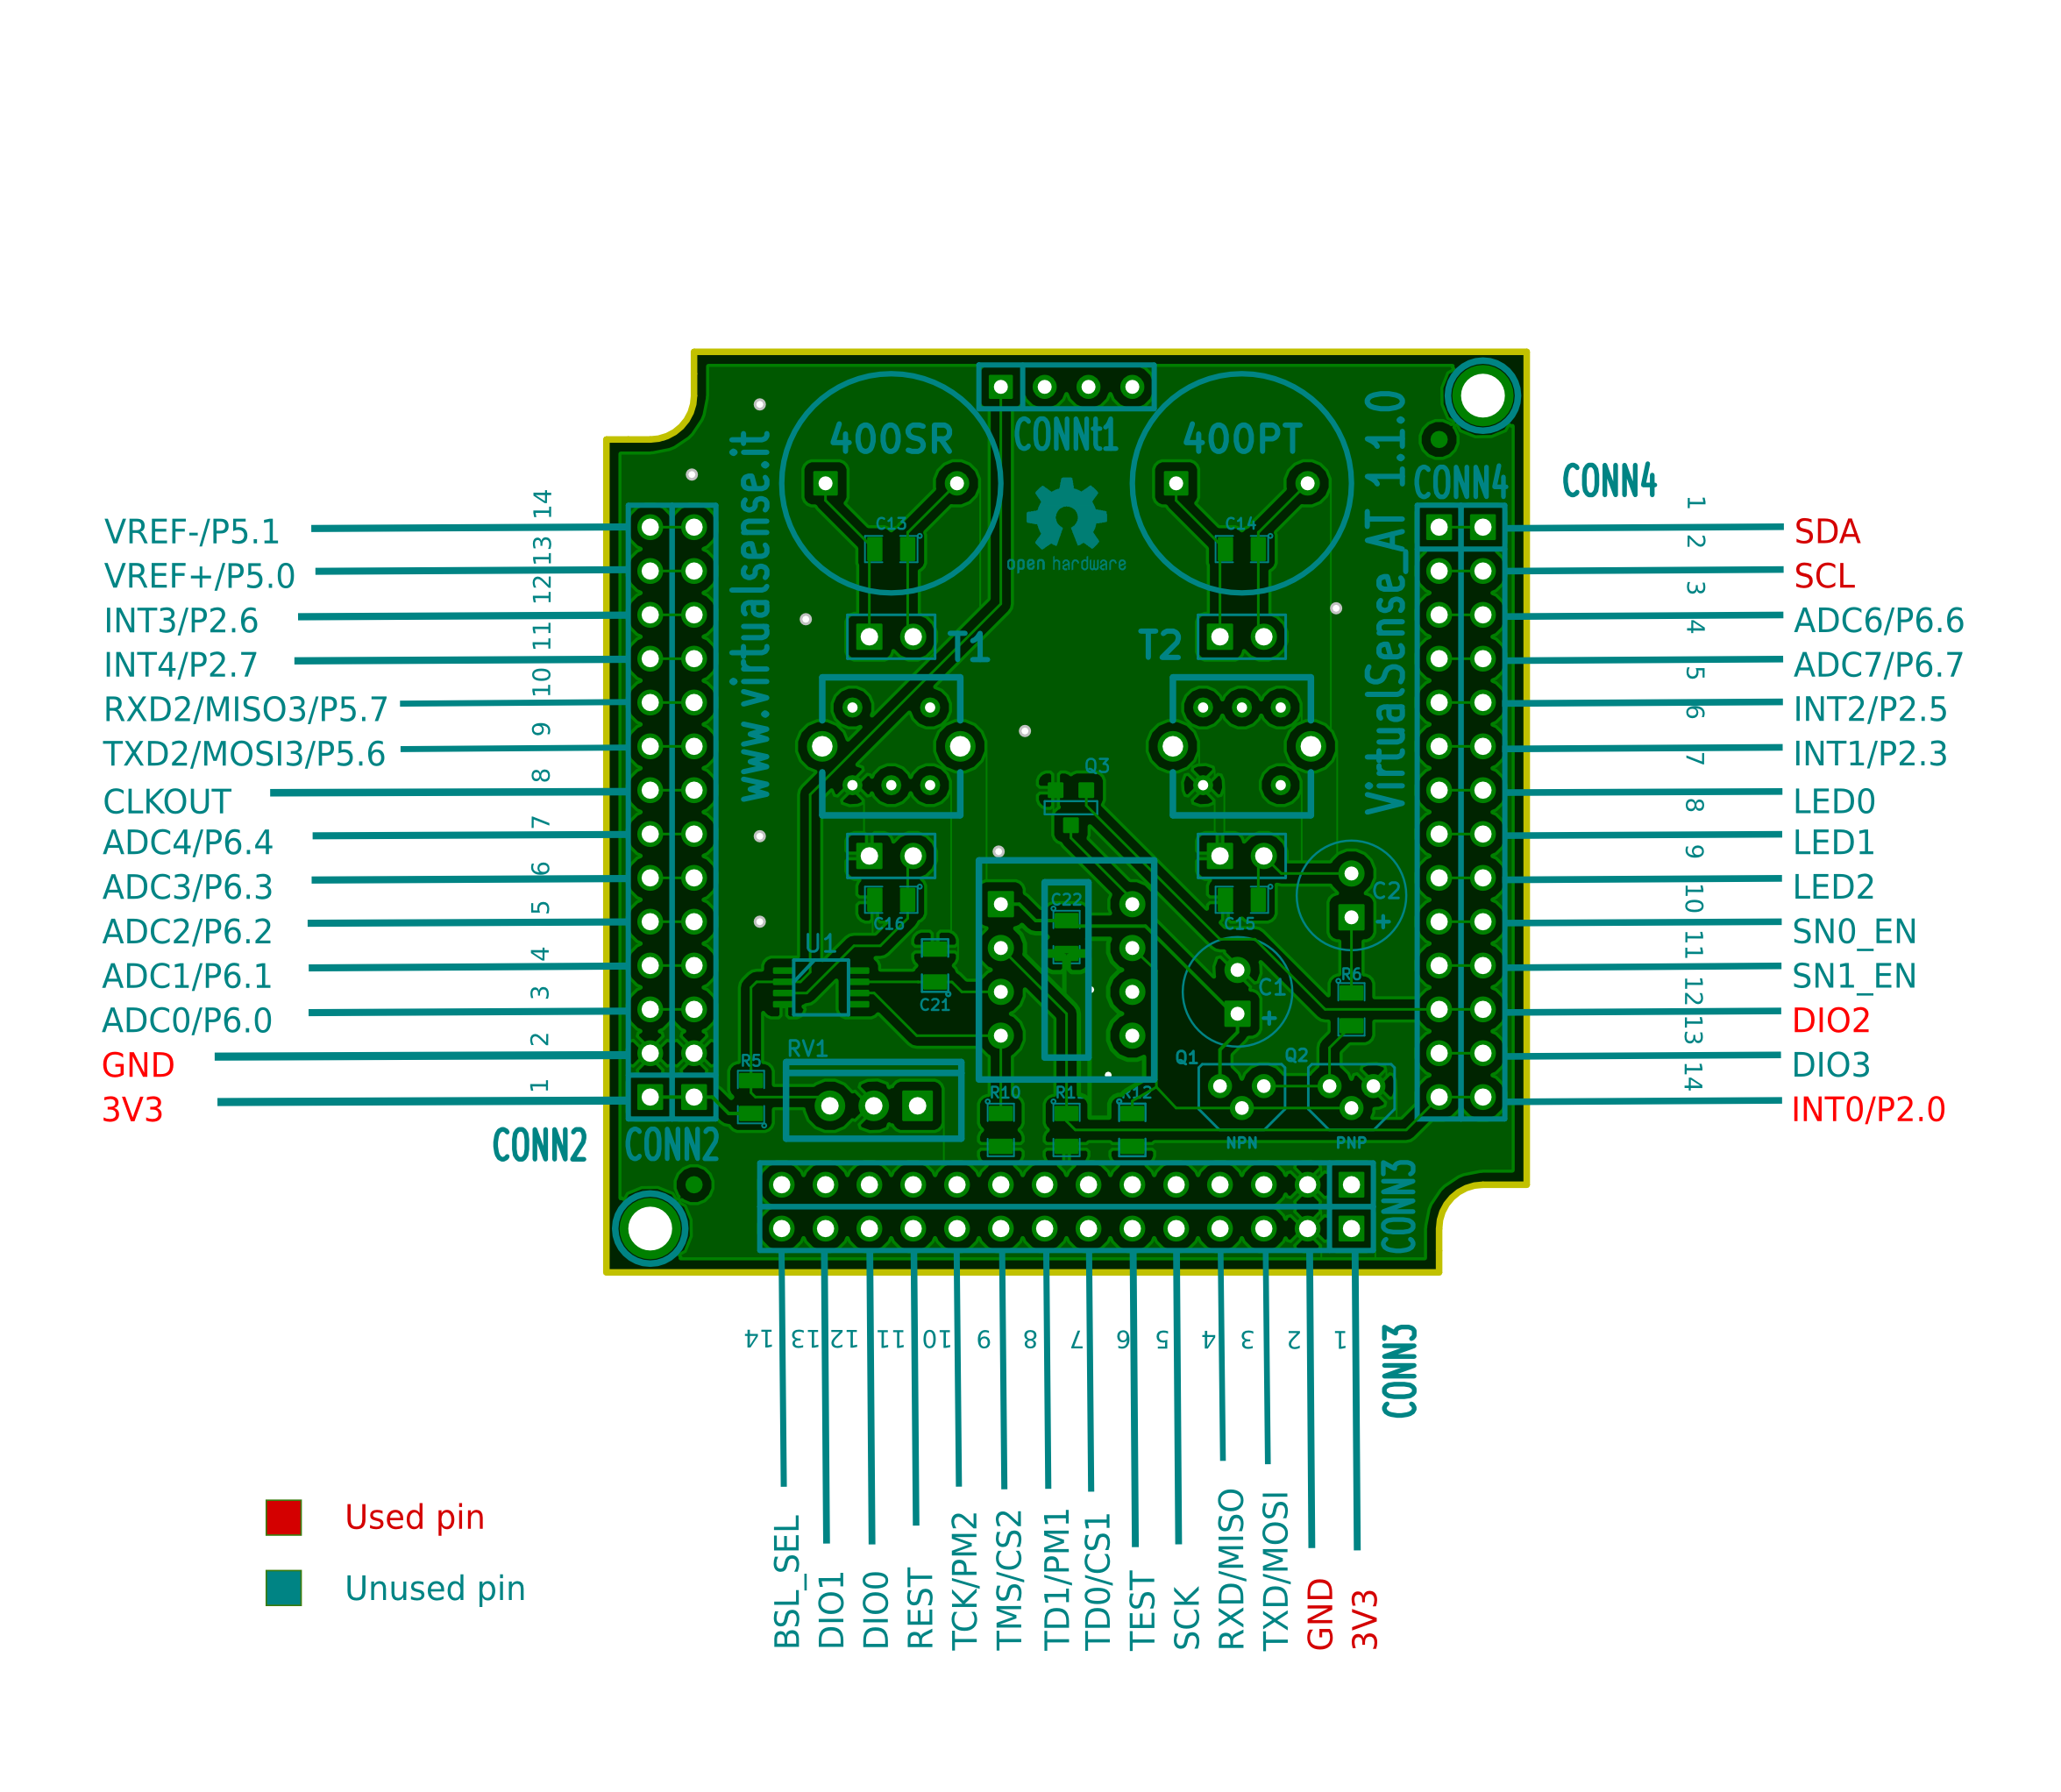 400SR
CONNt1
400PT
CONN4
CONN4
www.virtualsense.it
VirtualSense_AT 1.1.0
C13
open hardware
C14
T1
T2
Q3
C2
+
C22
C16
C15
U1
C21
C1
+
R6
R5
RV1
Q1
Q2
R10
R1
R12
NPN
PNP
CONN2
CONN2
CONN3
CONN3
VREF-/P5.1 14
VREF+/P5.0 13
INT3/P2.6 12
INT4/P2.7 11
RXD2/MISO3/P5.7 10
TXD2/MOSI3/P5.6 9
CLKOUT 8
ADC4/P6.4 7
ADC3/P6.3 6
ADC2/P6.2 5
ADC1/P6.1 4
ADC0/P6.0 3
GND 2
3V3 1
1 SDA
2 SCL
3 ADC6/P6.6
4 ADC7/P6.7
5 INT2/P2.5
6 INT1/P2.3
7 LED0
8 LED1
9 LED2
10 SN0_EN
11 SN1_EN
12 DIO2
13 DIO3
14 INT0/P2.0
14 BSL_SEL
13 DIO1
12 DIO0
11 REST
10 TCK/PM2
9 TMS/CS2
8 TD1/PM1
7 TD0/CS1
6 TEST
5 SCK
4 RXD/MISO
3 TXD/MOSI
2 GND
1 3V3
Used pin
Unused pin